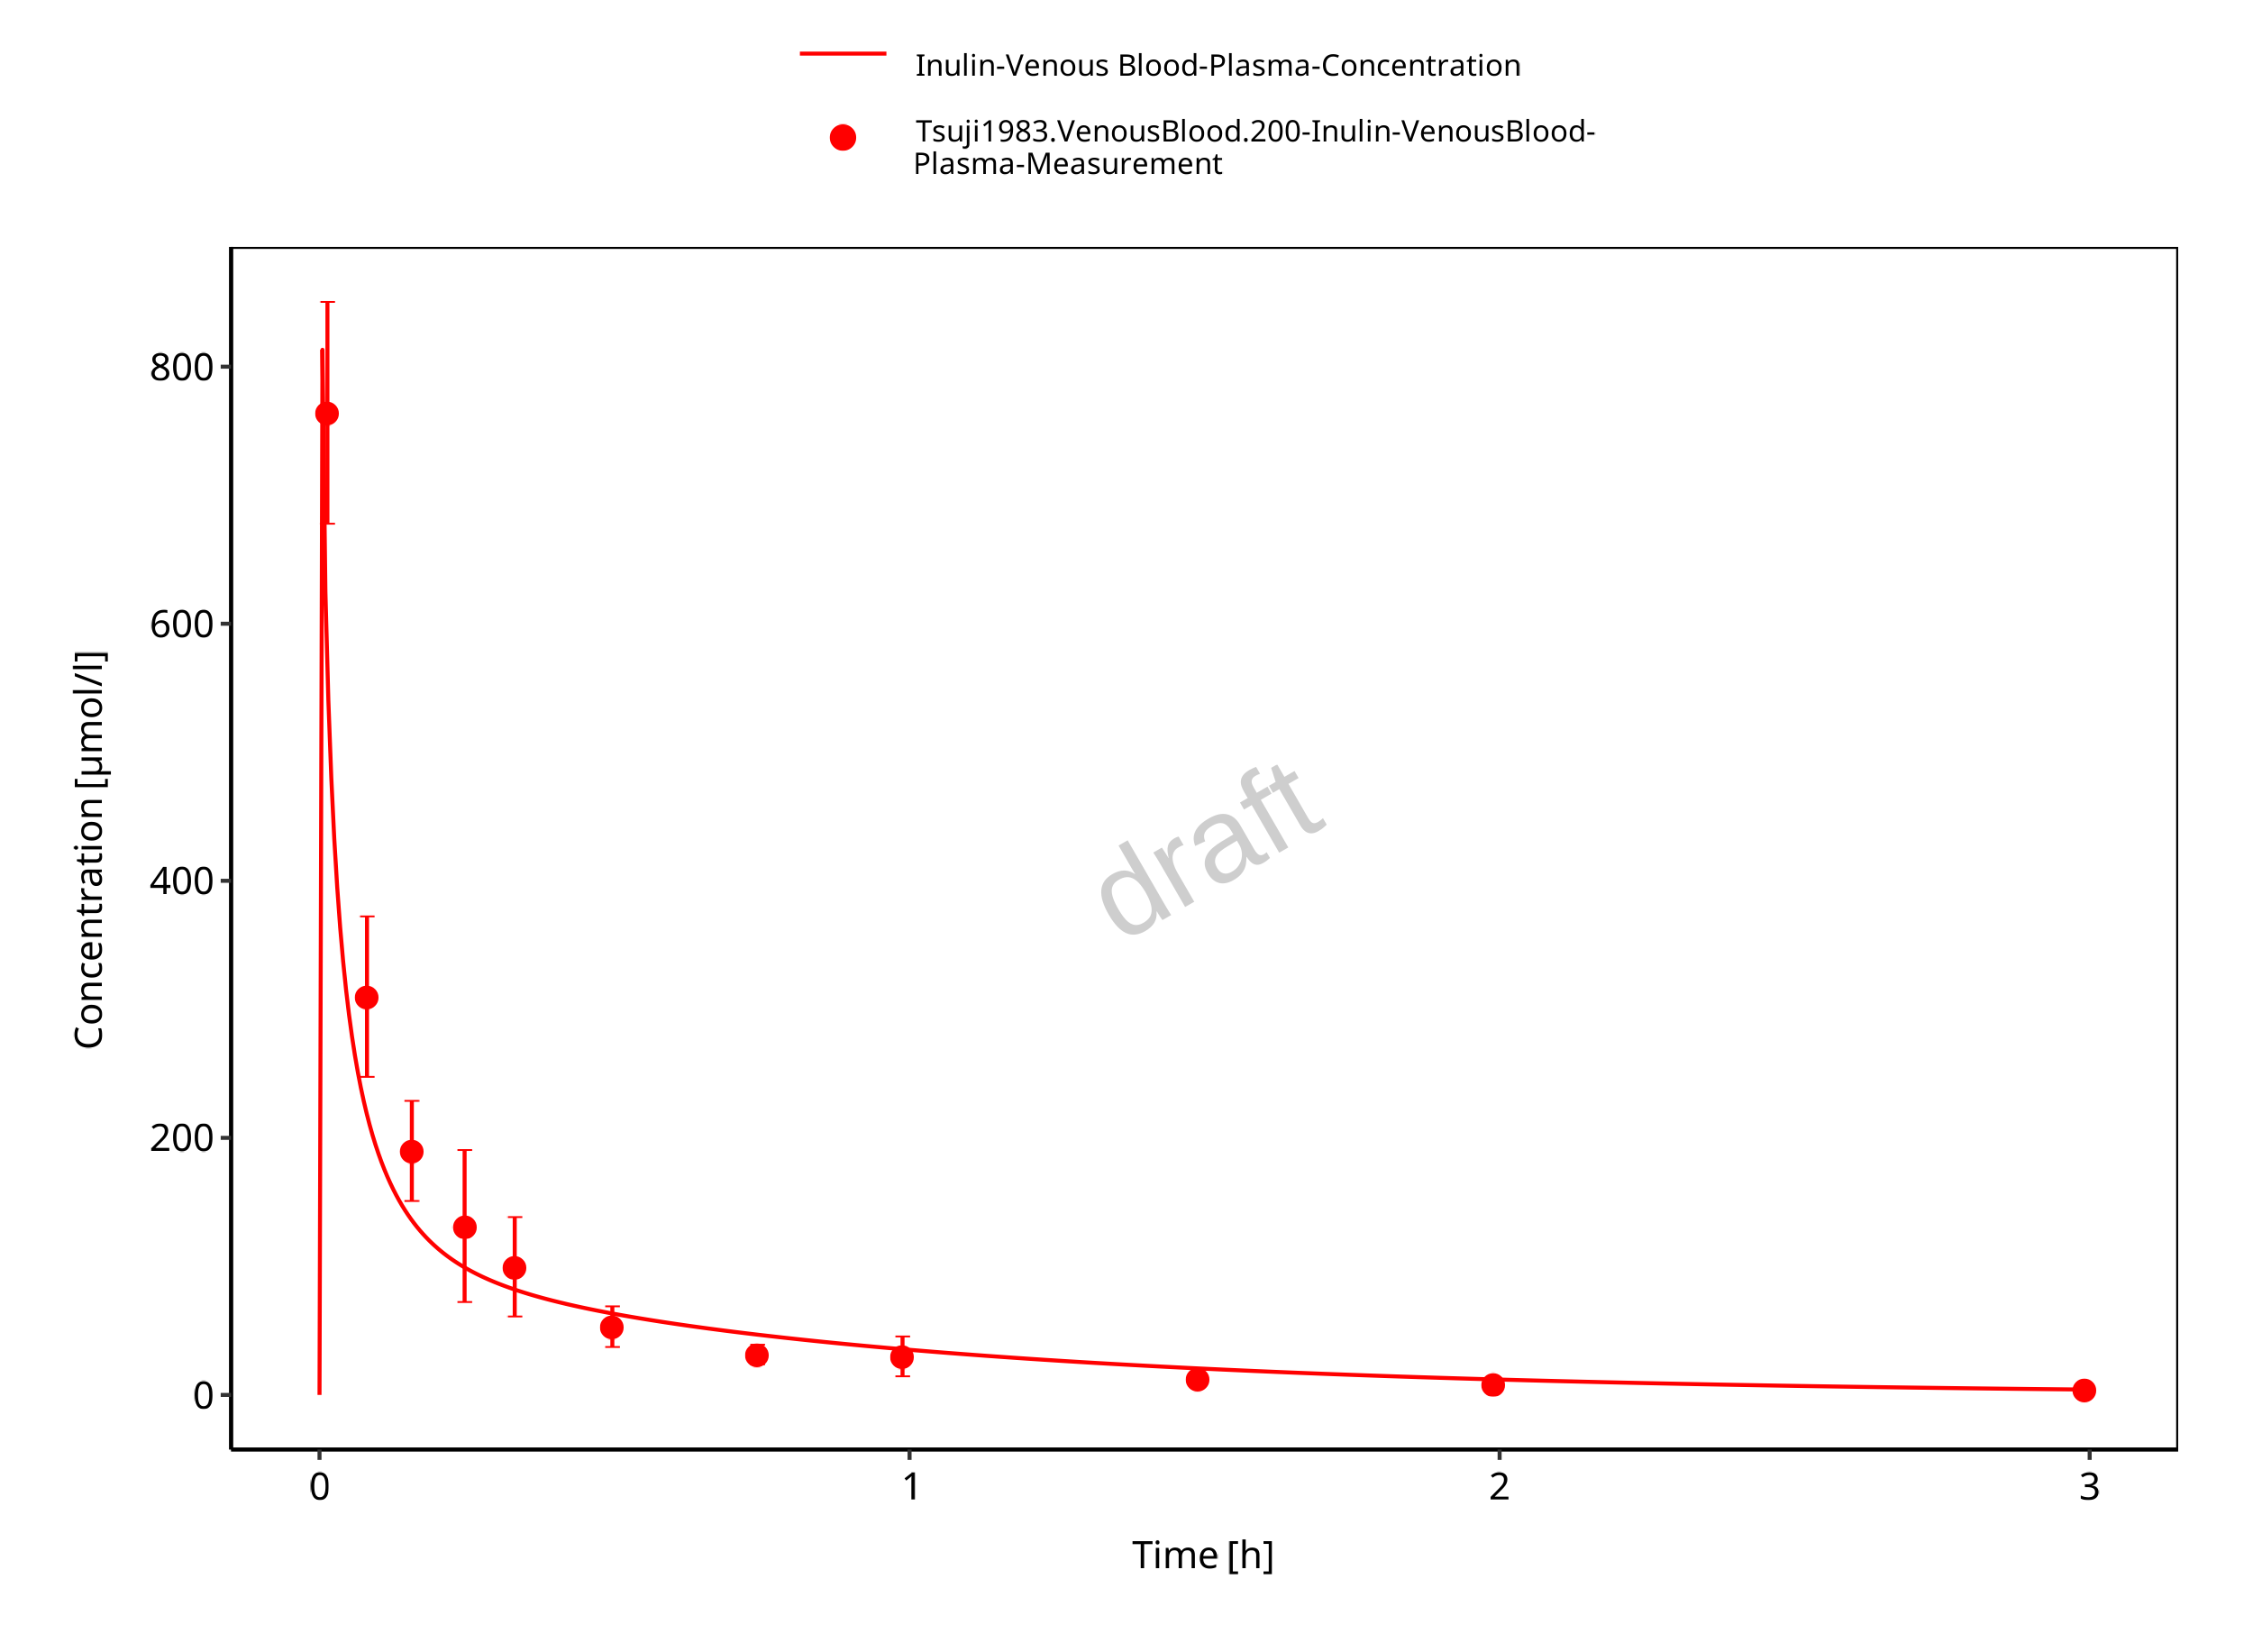 Inulin-Venous Blood-Plasma-Concentration
Tsuji1983.VenousBlood.200-Inulin-VenousBlood-
Plasma-Measurement
800
600
400
200
0
Concentration [µmol/l]
draft
0 1 2 3
Time [h]